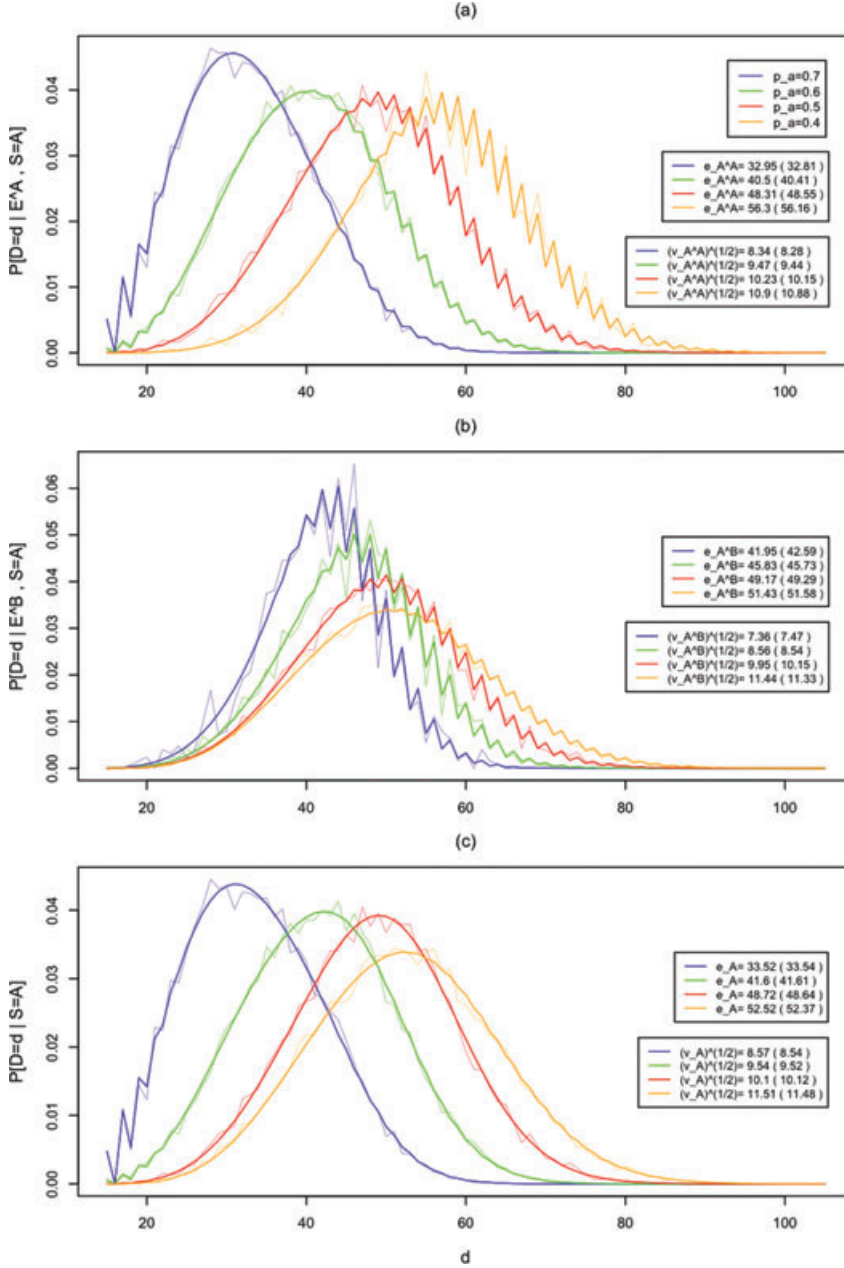 (a)
P[D=d | E^A , S=A]
0.04
0.03
0.02
0.01
0.00
p_a=0.7
p_a=0.6
p_a=0.5
p_a=0.4
e_A^A= 32.95 ( 32.81 )
e_A^A= 40.5 ( 40.41 )
e_A^A= 48.31 ( 48.55 )
e_A^A= 56.3 ( 56.16 )
(v_A^A)^(1/2)= 8.34 ( 8.28 )
(v_A^A)^(1/2)= 9.47 ( 9.44 )
(v_A^A)^(1/2)= 10.23 ( 10.15 )
(v_A^A)^(1/2)= 10.9 ( 10.88 )
20 40 60 80 100
(b)
P[D=d | E^B , S=A]
0.06
0.05
0.04
0.03
0.02
0.01
0.00
e_A^B= 41.95 ( 42.59 )
e_A^B= 45.83 ( 45.73 )
e_A^B= 49.17 ( 49.29 )
e_A^B= 51.43 ( 51.58 )
(v_A^B)^(1/2)= 7.36 ( 7.47 )
(v_A^B)^(1/2)= 8.56 ( 8.54 )
(v_A^B)^(1/2)= 9.95 ( 10.15 )
(v_A^B)^(1/2)= 11.44 ( 11.33 )
20 40 60 80 100
(c)
P[D=d | S=A]
0.04
0.03
0.02
0.01
0.00
e_A= 33.52 ( 33.54 )
e_A= 41.6 ( 41.61 )
e_A= 48.72 ( 48.64 )
e_A= 52.52 ( 52.37 )
(v_A)^(1/2)= 8.57 ( 8.54 )
(v_A)^(1/2)= 9.54 ( 9.52 )
(v_A)^(1/2)= 10.1 ( 10.12 )
(v_A)^(1/2)= 11.51 ( 11.48 )
20 40 60 80 100
d